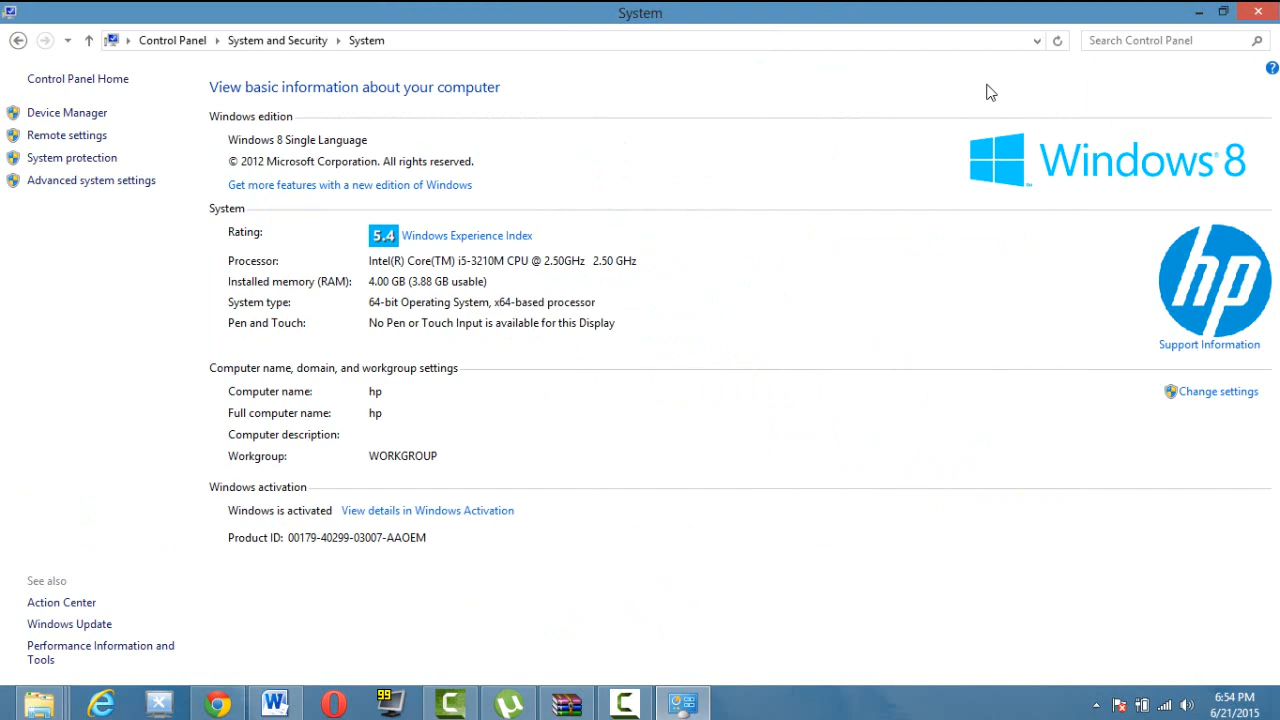 System
Control Panel System and Security System
Search Control Panel
Control Panel Home
Device Manager
Remote settings
System protection
Advanced system settings
View basic information about your computer
Windows edition
Windows 8 Single Language
© 2012 Microsoft Corporation. All rights reserved.
Get more features with a new edition of Windows
Windows® 8
System
Rating: 5.4 Windows Experience Index
Processor: Intel(R) Core(TM) i5-3210M CPU @ 2.50GHz 2.50 GHz
Installed memory (RAM): 4.00 GB (3.88 GB usable)
System type: 64-bit Operating System, x64-based processor
Pen and Touch: No Pen or Touch Input is available for this Display
hp
Support Information
Computer name, domain, and workgroup settings
Computer name: hp
Change settings
Full computer name: hp
Computer description:
Workgroup: WORKGROUP
Windows activation
Windows is activated View details in Windows Activation
Product ID: 00179-40299-03007-AAOEM
See also
Action Center
Windows Update
Performance Information and
Tools
99
6:54 PM
6/21/2015